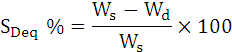 S_Deq % = (W_s − W_d) / W_s × 100